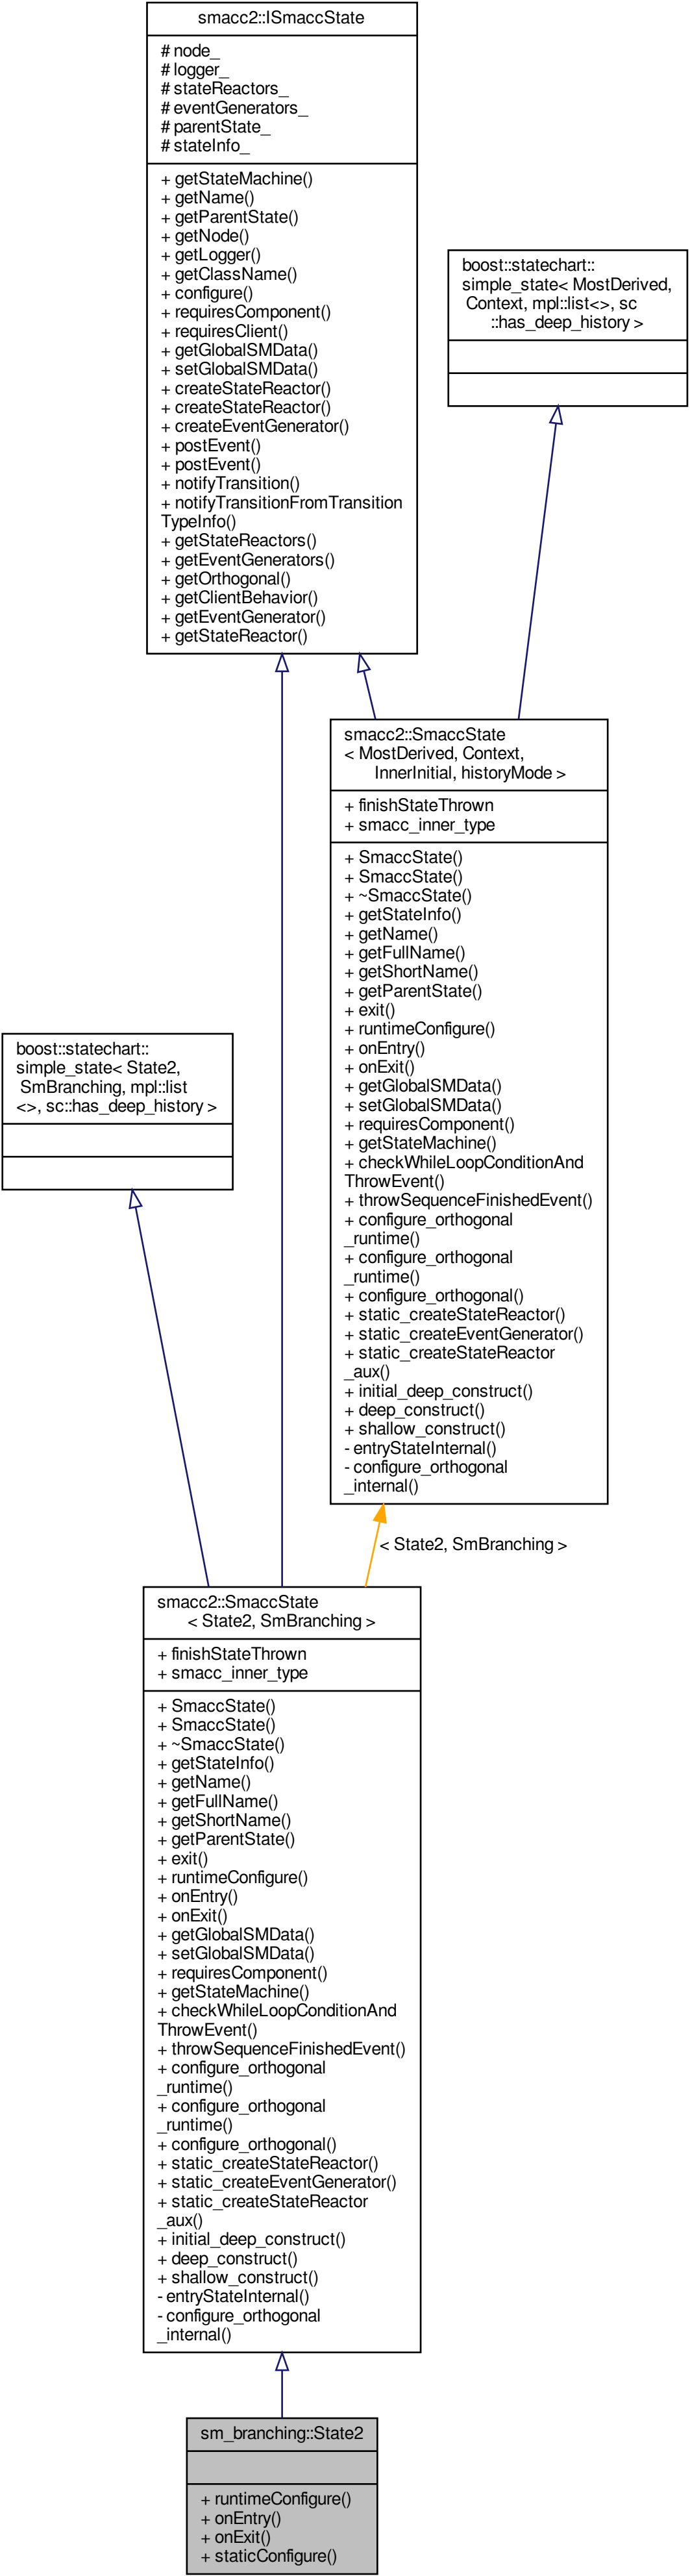 smacc2::ISmaccState
# node_
# logger_
# stateReactors_
# eventGenerators_
# parentState_
# stateInfo_
+ getStateMachine()
+ getName()
+ getParentState()
+ getNode()
+ getLogger()
+ getClassName()
+ configure()
+ requiresComponent()
+ requiresClient()
+ getGlobalSMData()
+ setGlobalSMData()
+ createStateReactor()
+ createStateReactor()
+ createEventGenerator()
+ postEvent()
+ postEvent()
+ notifyTransition()
+ notifyTransitionFromTransition
TypeInfo()
+ getStateReactors()
+ getEventGenerators()
+ getOrthogonal()
+ getClientBehavior()
+ getEventGenerator()
+ getStateReactor()
boost::statechart::
simple_state< MostDerived,
Context, mpl::list<>, sc
::has_deep_history >
smacc2::SmaccState
< MostDerived, Context,
InnerInitial, historyMode >
+ finishStateThrown
+ smacc_inner_type
+ SmaccState()
+ SmaccState()
+ ~SmaccState()
+ getStateInfo()
+ getName()
+ getFullName()
+ getShortName()
+ getParentState()
+ exit()
+ runtimeConfigure()
+ onEntry()
+ onExit()
+ getGlobalSMData()
+ setGlobalSMData()
+ requiresComponent()
+ getStateMachine()
+ checkWhileLoopConditionAnd
ThrowEvent()
+ throwSequenceFinishedEvent()
+ configure_orthogonal
_runtime()
+ configure_orthogonal
_runtime()
+ configure_orthogonal()
+ static_createStateReactor()
+ static_createEventGenerator()
+ static_createStateReactor
_aux()
+ initial_deep_construct()
+ deep_construct()
+ shallow_construct()
- entryStateInternal()
- configure_orthogonal
_internal()
boost::statechart::
simple_state< State2,
SmBranching, mpl::list
<>, sc::has_deep_history >
< State2, SmBranching >
smacc2::SmaccState
< State2, SmBranching >
+ finishStateThrown
+ smacc_inner_type
+ SmaccState()
+ SmaccState()
+ ~SmaccState()
+ getStateInfo()
+ getName()
+ getFullName()
+ getShortName()
+ getParentState()
+ exit()
+ runtimeConfigure()
+ onEntry()
+ onExit()
+ getGlobalSMData()
+ setGlobalSMData()
+ requiresComponent()
+ getStateMachine()
+ checkWhileLoopConditionAnd
ThrowEvent()
+ throwSequenceFinishedEvent()
+ configure_orthogonal
_runtime()
+ configure_orthogonal
_runtime()
+ configure_orthogonal()
+ static_createStateReactor()
+ static_createEventGenerator()
+ static_createStateReactor
_aux()
+ initial_deep_construct()
+ deep_construct()
+ shallow_construct()
- entryStateInternal()
- configure_orthogonal
_internal()
sm_branching::State2
+ runtimeConfigure()
+ onEntry()
+ onExit()
+ staticConfigure()